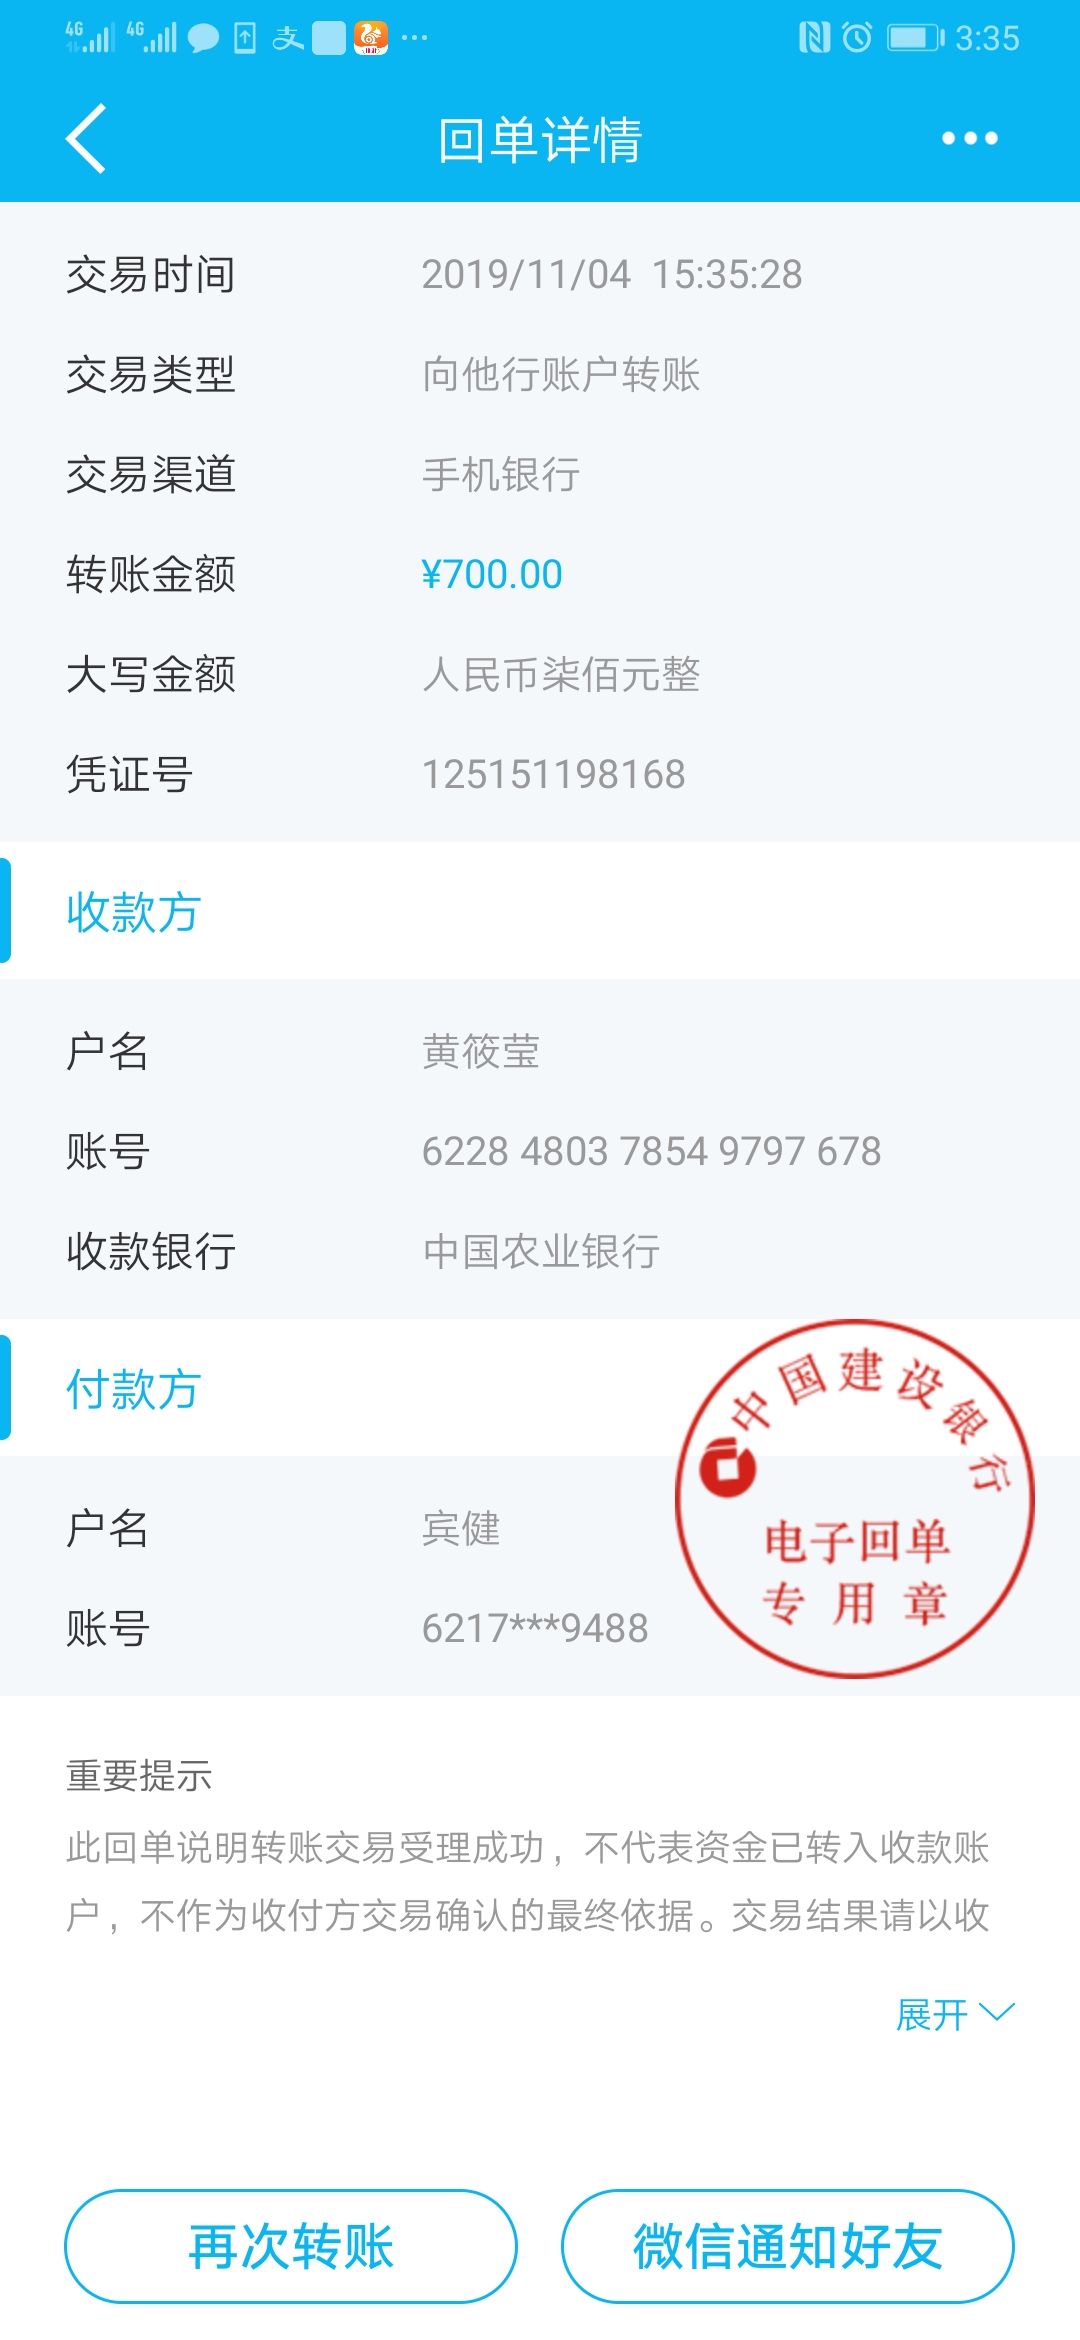 4G 4G 支 ... 3:35
回单详情
交易时间 2019/11/04 15:35:28
交易类型 向他行账户转账
交易渠道 手机银行
转账金额 ¥700.00
大写金额 人民币柒佰元整
凭证号 125151198168
收款方
户名 黄筱莹
账号 6228 4803 7854 9797 678
收款银行 中国农业银行
付款方
中国建设银行
电子回单
专用章
户名 宾健
账号 6217***9488
重要提示
此回单说明转账交易受理成功，不代表资金已转入收款账
户，不作为收付方交易确认的最终依据。交易结果请以收
展开
再次转账 微信通知好友